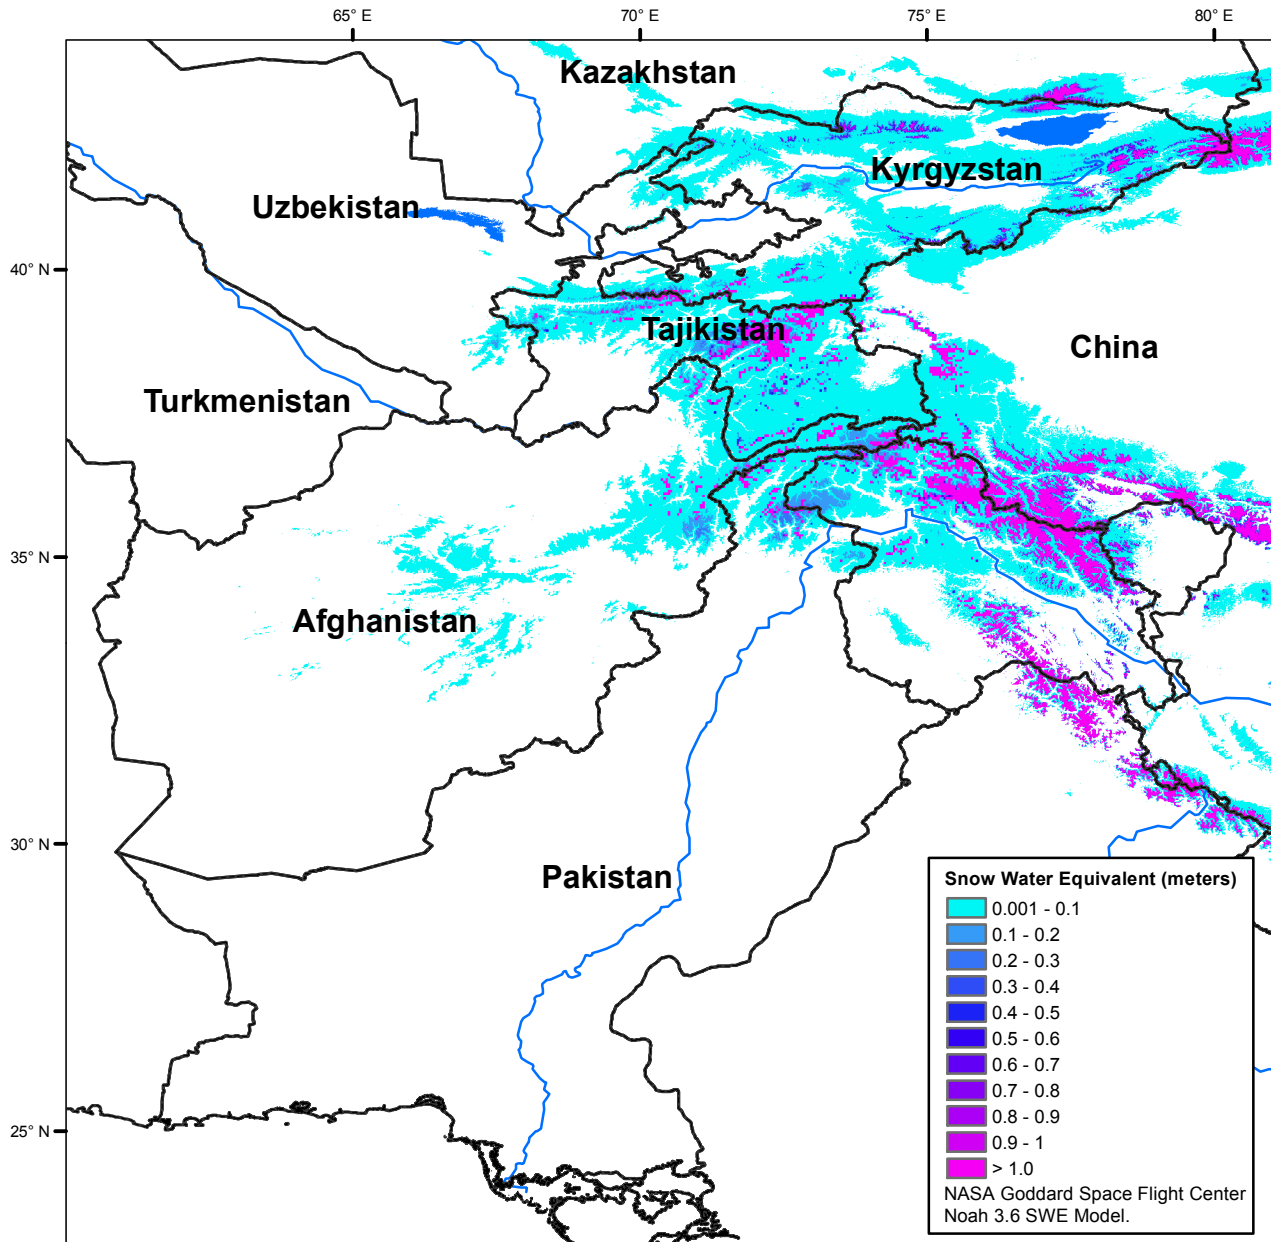 65° E
70° E
75° E
80° E
Kazakhstan
Kyrgyzstan
Uzbekistan
40° N
Tajikistan
China
Turkmenistan
35° N
Afghanistan
30° N
Pakistan
25° N
Snow Water Equivalent (meters)
0.001 - 0.1
0.1 - 0.2
0.2 - 0.3
0.3 - 0.4
0.4 - 0.5
0.5 - 0.6
0.6 - 0.7
0.7 - 0.8
0.8 - 0.9
0.9 - 1
> 1.0
NASA Goddard Space Flight Center
Noah 3.6 SWE Model.